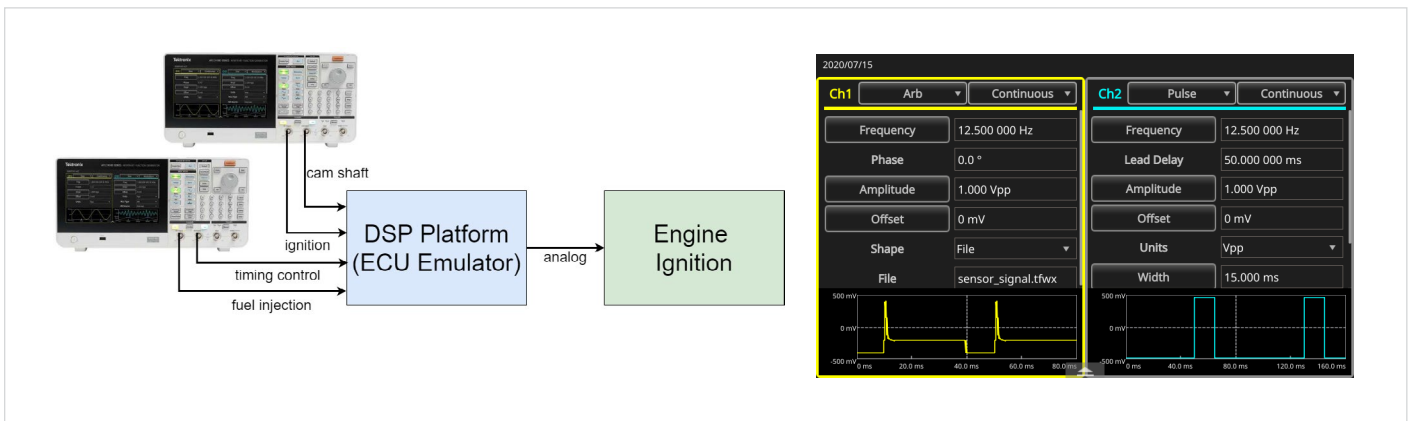 Tektronix
Tektronix
cam shaft
ignition
timing control
fuel injection
DSP Platform
(ECU Emulator)
analog
Engine
Ignition
2020/07/15
Ch1 Arb Continuous
Frequency 12.500 000 Hz
Phase 0.0 °
Amplitude 1.000 Vpp
Offset 0 mV
Shape File
File sensor_signal.tfwx
500 mV
0 mV
-500 mV
0 ms 20.0 ms 40.0 ms 60.0 ms 80.0 ms
Ch2 Pulse Continuous
Frequency 12.500 000 Hz
Lead Delay 50.000 000 ms
Amplitude 1.000 Vpp
Offset 0 mV
Units Vpp
Width 15.000 ms
500 mV
0 mV
-500 mV
0 ms 40.0 ms 80.0 ms 120.0 ms 160.0 ms